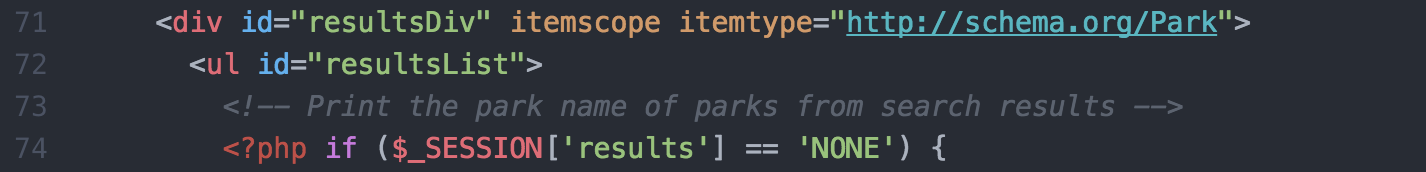 71 <div id="resultsDiv" itemscope itemtype="http://schema.org/Park">
72 <ul id="resultsList">
73 <!-- Print the park name of parks from search results -->
74 <?php if ($_SESSION['results'] == 'NONE') {